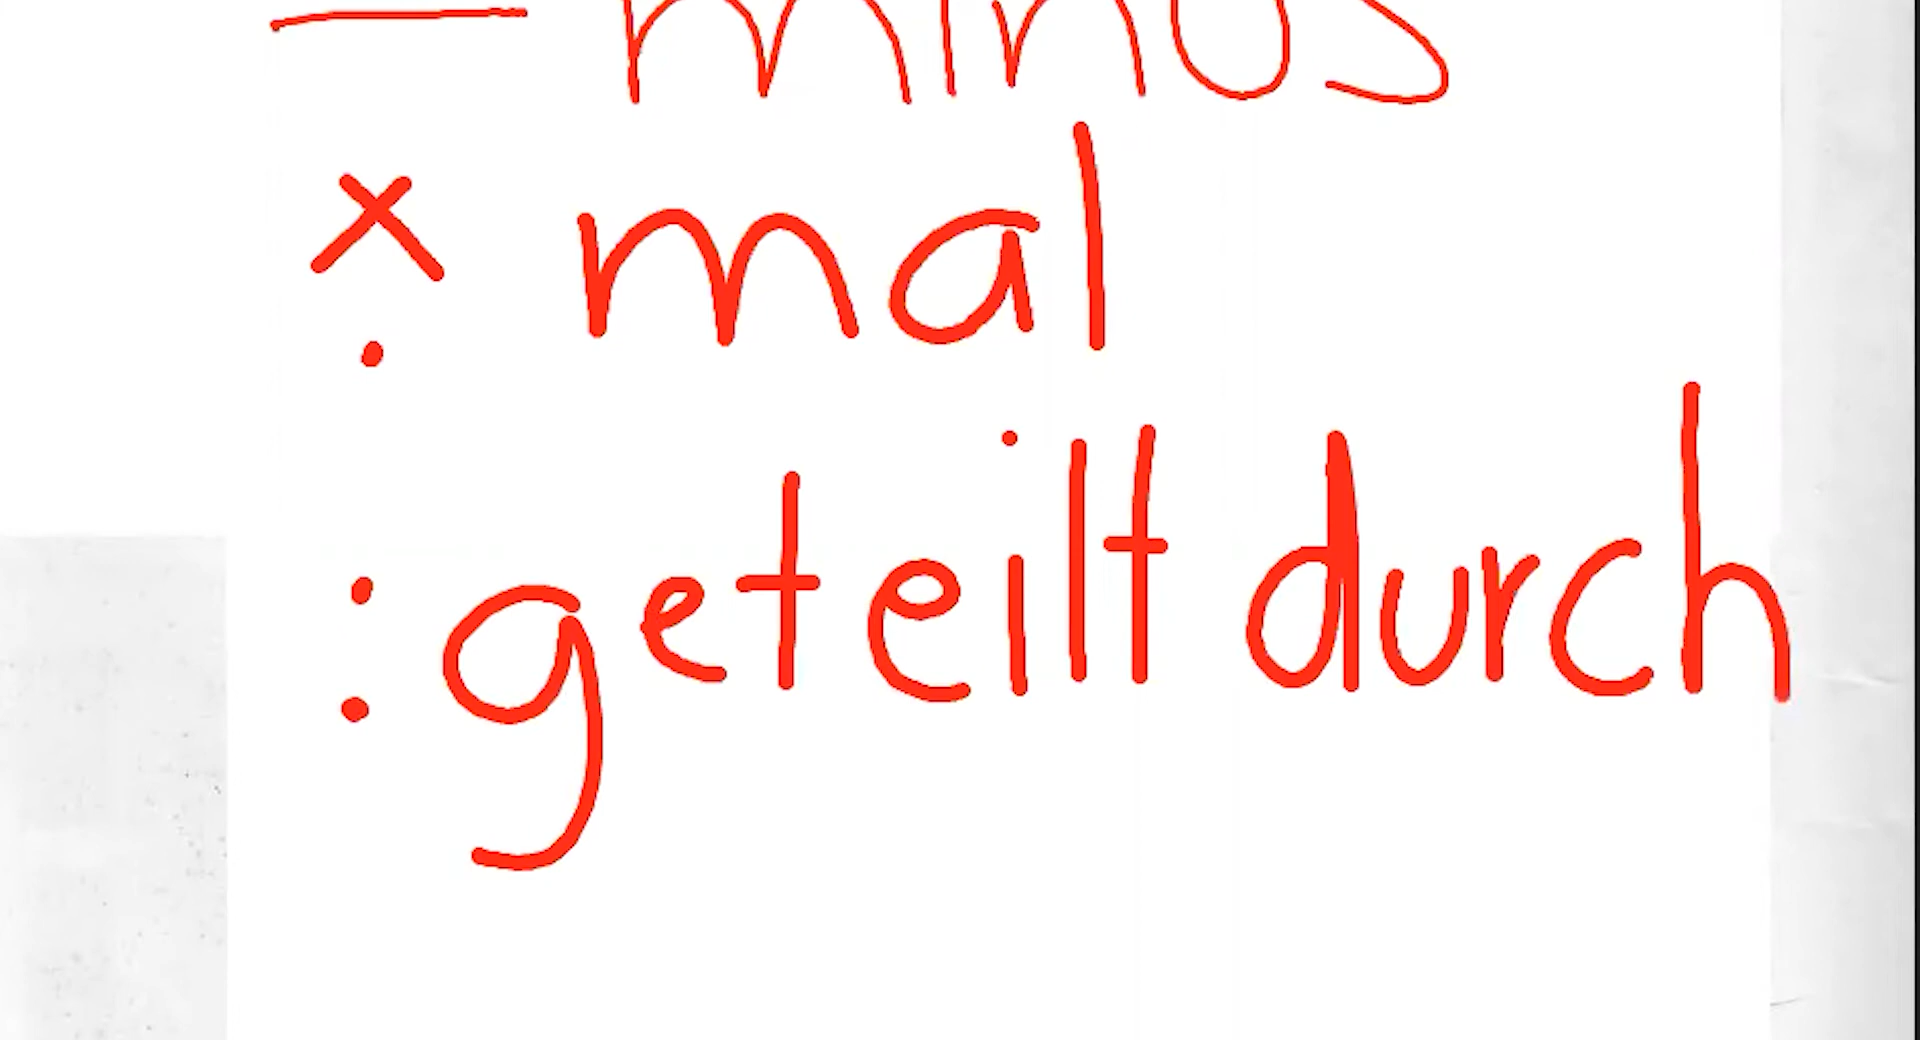 — minus
× mal
·
: geteilt durch